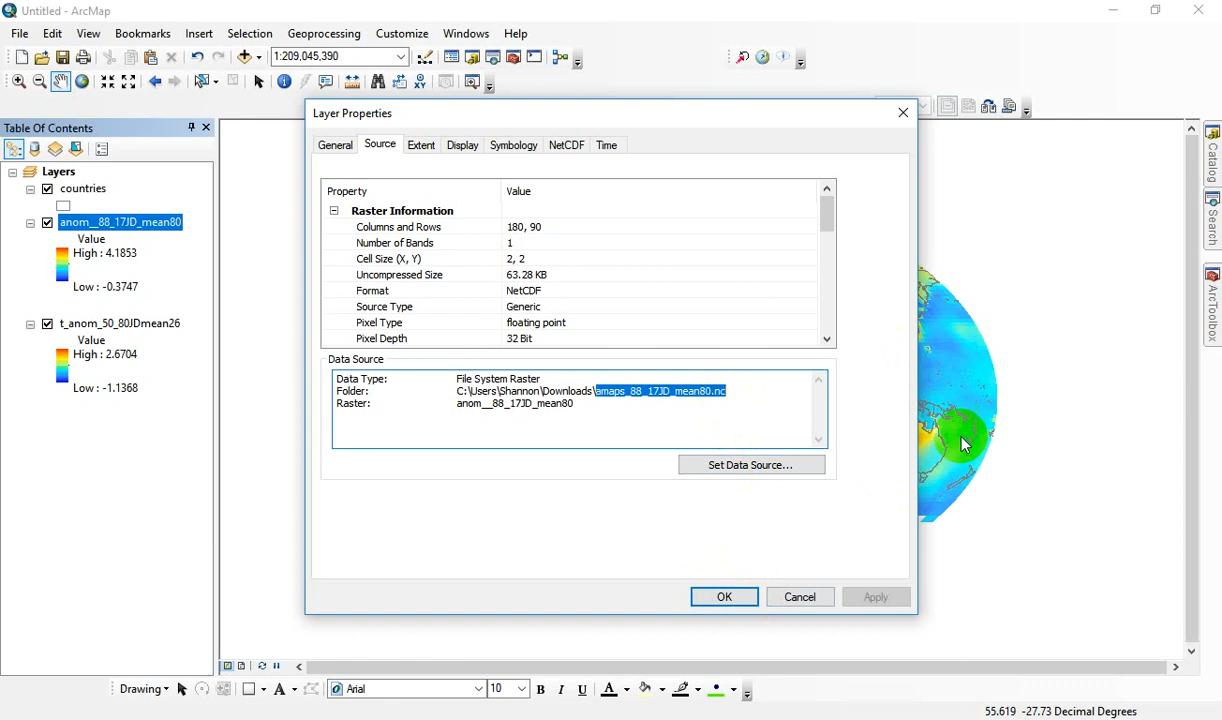 Untitled - ArcMap
File Edit View Bookmarks Insert Selection Geoprocessing Customize Windows Help
1:209,045,390
Layer Properties
Table Of Contents
General Source Extent Display Symbology NetCDF Time
Layers
countries
anom__88_17JD_mean80
Value
High : 4.1853
Low : -0.3747
t_anom_50_80JDmean26
Value
High : 2.6704
Low : -1.1368
Property Value
Raster Information
Columns and Rows 180, 90
Number of Bands 1
Cell Size (X, Y) 2, 2
Uncompressed Size 63.28 KB
Format NetCDF
Source Type Generic
Pixel Type floating point
Pixel Depth 32 Bit
Data Source
Data Type: File System Raster
Folder: C:\Users\Shannon\Downloads\amaps_88_17JD_mean80.nc
Raster: anom__88_17JD_mean80
Set Data Source...
OK Cancel Apply
Catalog
Search
ArcToolbox
Drawing Arial 10 B I U A
55.619 -27.73 Decimal Degrees